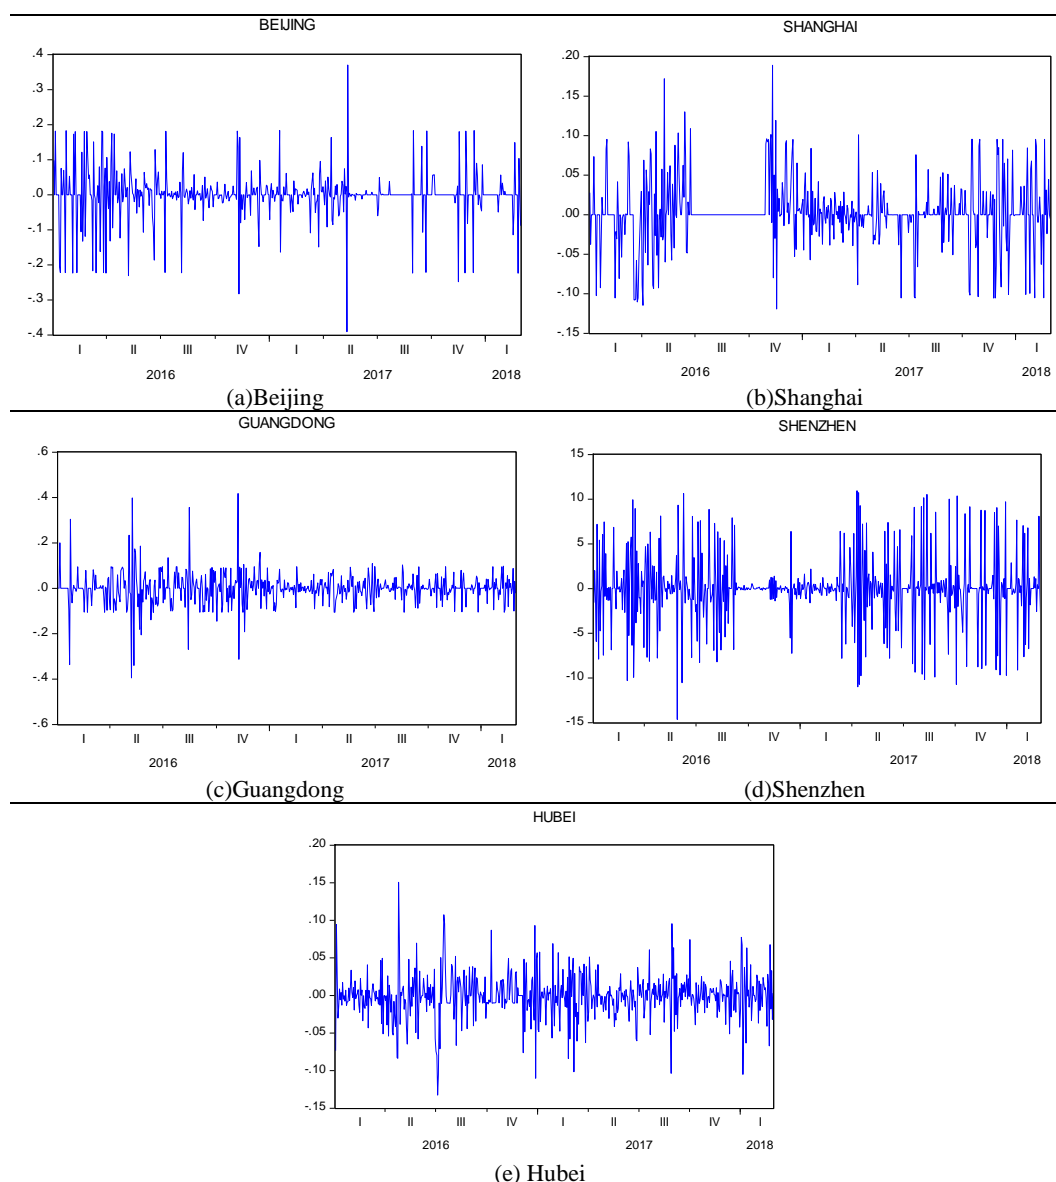 BEIJING
.4
.3
.2
.1
.0
-.1
-.2
-.3
-.4
I II III IV I II III IV I
2016 2017 2018
(a)Beijing
SHANGHAI
.20
.15
.10
.05
.00
-.05
-.10
-.15
I II III IV I II III IV I
2016 2017 2018
(b)Shanghai
GUANGDONG
.6
.4
.2
.0
-.2
-.4
-.6
I II III IV I II III IV I
2016 2017 2018
(c)Guangdong
SHENZHEN
15
10
5
0
-5
-10
-15
I II III IV I II III IV I
2016 2017 2018
(d)Shenzhen
HUBEI
.20
.15
.10
.05
.00
-.05
-.10
-.15
I II III IV I II III IV I
2016 2017 2018
(e) Hubei